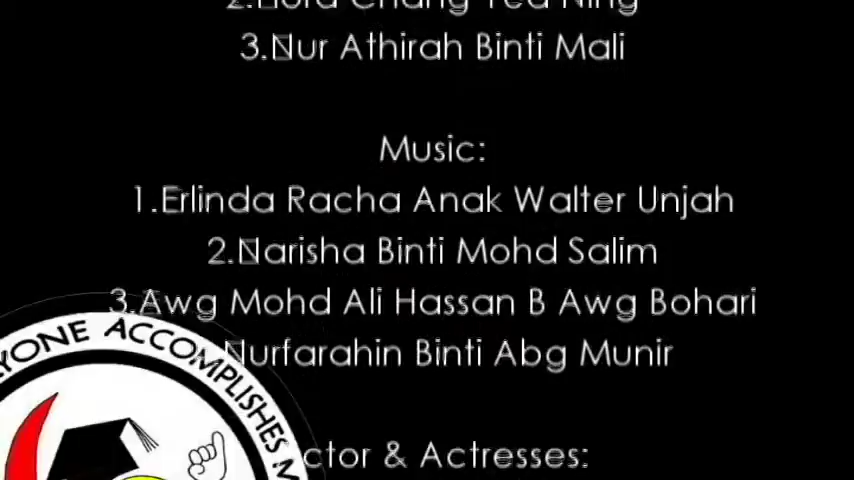 3.Nur Athirah Binti Mali
Music:
1.Erlinda Racha Anak Walter Unjah
2.Narisha Binti Mohd Salim
3.Awg Mohd Ali Hassan B Awg Bohari
Nurfarahin Binti Abg Munir
& Actresses:
ACCOMPLISHES